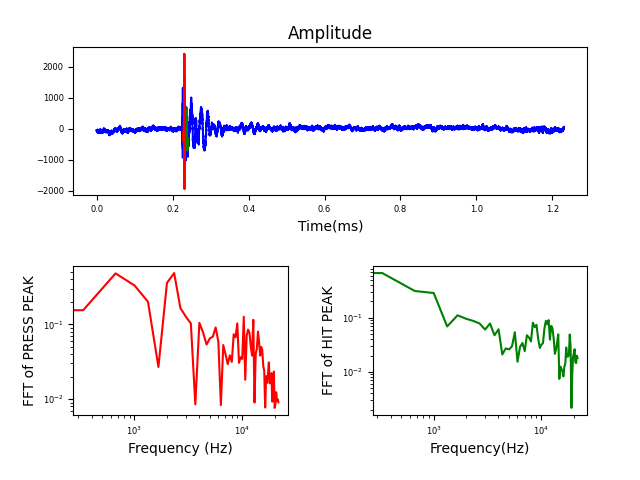 Amplitude
2000
1000
0
−1000
−2000
0.0 0.2 0.4 0.6 0.8 1.0 1.2
Time(ms)
FFT of PRESS PEAK
10⁻¹
10⁻²
10³ 10⁴
Frequency (Hz)
FFT of HIT PEAK
10⁻¹
10⁻²
10³ 10⁴
Frequency(Hz)